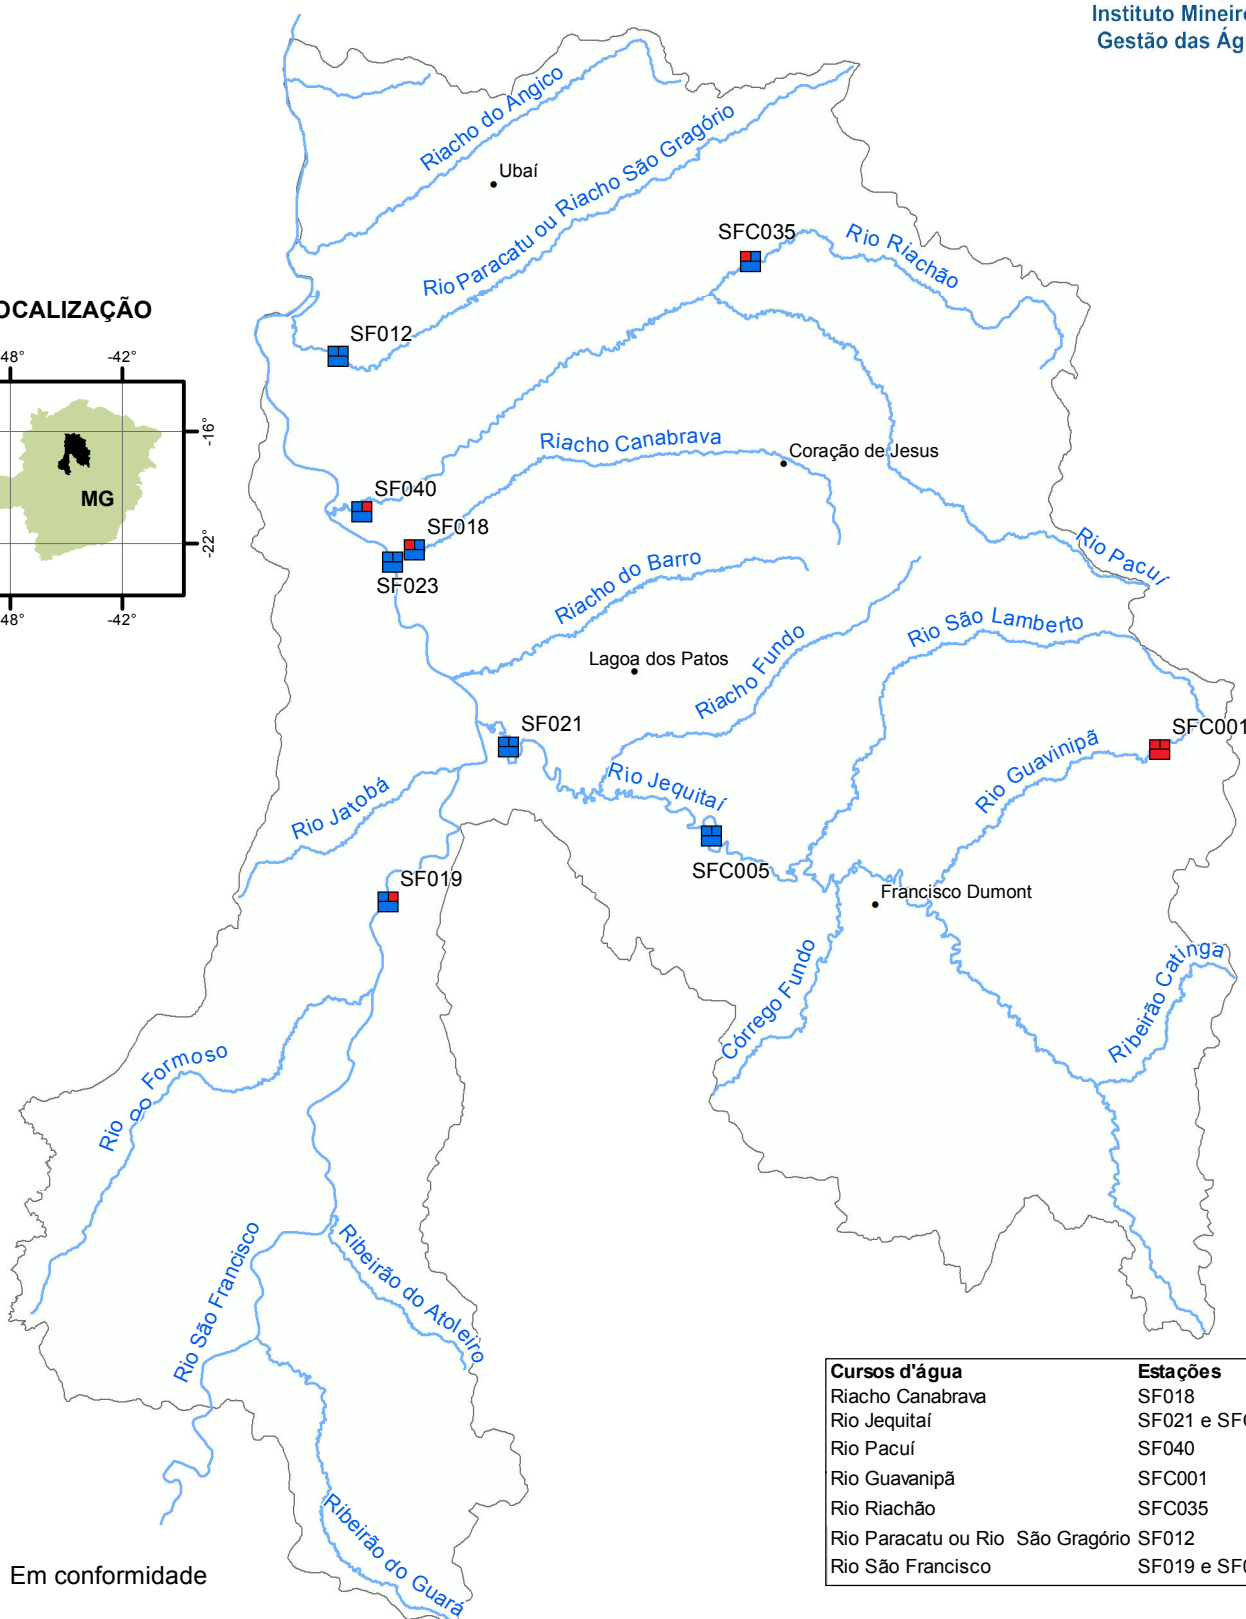 Instituto Mineir
Gestão das Ág
Riacho do Angico
Ubaí
Rio Paracatu ou Riacho São Gragório
SFC035
Rio Riachão
OCALIZAÇÃO
SF012
48°
-42°
-16°
MG
-22°
48°
-42°
Riacho Canabrava
Coração de Jesus
SF040
SF018
SF023
Rio Pacuí
Riacho do Barro
Rio São Lamberto
Lagoa dos Patos
Riacho Fundo
SF021
SFC001
Rio Guavinipã
Rio Jequitaí
Rio Jatobá
SFC005
SF019
Francisco Dumont
Córrego Fundo
Ribeirão Catinga
Rio do Formoso
Rio São Francisco
Ribeirão do Atoleiro
Cursos d'água Estações
Riacho Canabrava SF018
Rio Jequitaí SF021 e SF
Rio Pacuí SF040
Rio Guavanipã SFC001
Rio Riachão SFC035
Rio Paracatu ou Rio São Gragório SF012
Rio São Francisco SF019 e SF0
Ribeirão do Guará
Em conformidade